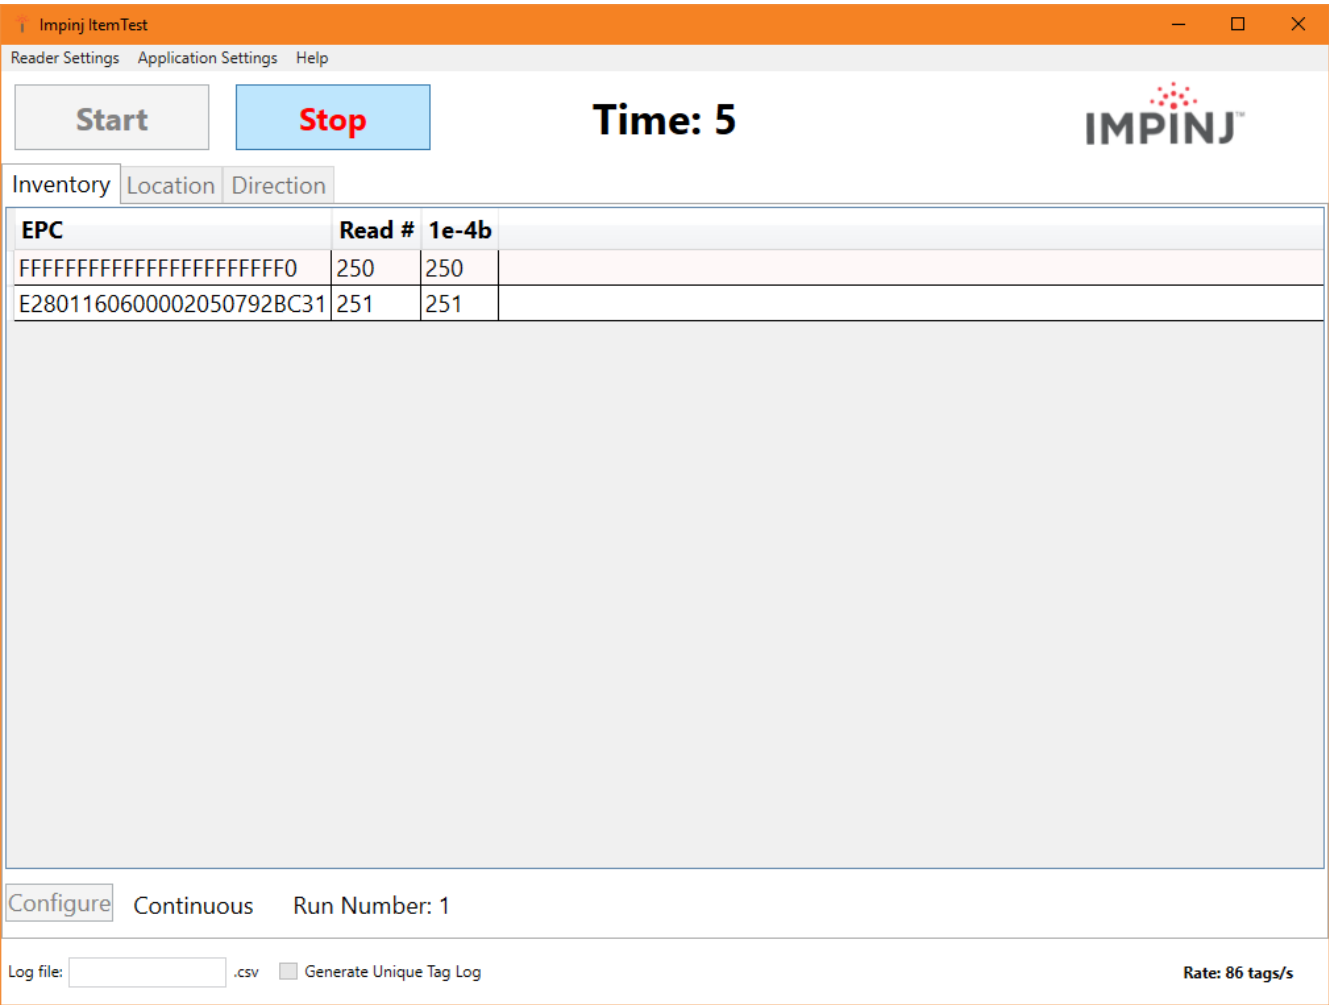 Impinj ItemTest
Reader Settings Application Settings Help
Start Stop Time: 5 IMPINJ™
Inventory Location Direction
EPC Read # 1e-4b
FFFFFFFFFFFFFFFFFFFFFFF0 250 250
E2801160600002050792BC31 251 251
Configure Continuous Run Number: 1
Log file: .csv Generate Unique Tag Log Rate: 86 tags/s